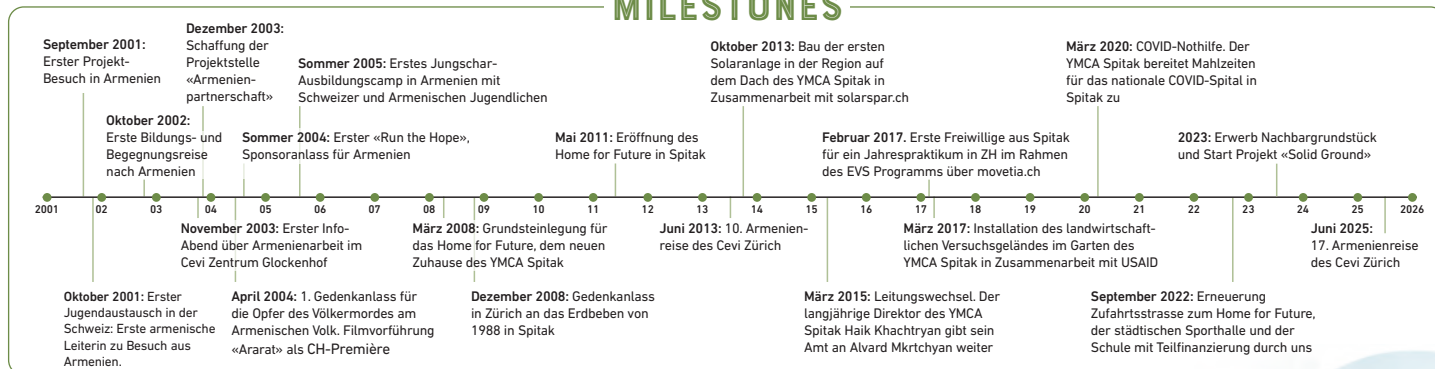 MILESTONES
September 2001:
Erster Projekt-
Besuch in Armenien
Dezember 2003:
Schaffung der
Projektstelle
«Armenien-
partnerschaft»
Sommer 2005: Erstes Jungschar-
Ausbildungscamp in Armenien mit
Schweizer und Armenischen Jugendlichen
Oktober 2013: Bau der ersten
Solaranlage in der Region auf
dem Dach des YMCA Spitak in
Zusammenarbeit mit solarspar.ch
März 2020: COVID-Nothilfe. Der
YMCA Spitak bereitet Mahlzeiten
für das nationale COVID-Spital in
Spitak zu
Oktober 2002:
Erste Bildungs- und
Begegnungsreise
nach Armenien
Sommer 2004: Erster «Run the Hope»,
Sponsoranlass für Armenien
Mai 2011: Eröffnung des
Home for Future in Spitak
Februar 2017. Erste Freiwillige aus Spitak
für ein Jahrespraktikum in ZH im Rahmen
des EVS Programms über movetia.ch
2023: Erwerb Nachbargrundstück
und Start Projekt «Solid Ground»
2001 02 03 04 05 06 07 08 09 10 11 12 13 14 15 16 17 18 19 20 21 22 23 24 25 2026
November 2003: Erster Info-
Abend über Armenienarbeit im
Cevi Zentrum Glockenhof
März 2008: Grundsteinlegung für
das Home for Future, dem neuen
Zuhause des YMCA Spitak
Juni 2013: 10. Armenien-
reise des Cevi Zürich
März 2017: Installation des landwirtschaft-
lichen Versuchsgeländes im Garten des
YMCA Spitak in Zusammenarbeit mit USAID
Juni 2025:
17. Armenienreise
des Cevi Zürich
Oktober 2001: Erster
Jugendaustausch in der
Schweiz: Erste armenische
Leiterin zu Besuch aus
Armenien.
April 2004: 1. Gedenkanlass für
die Opfer des Völkermordes am
Armenischen Volk. Filmvorführung
«Ararat» als CH-Première
Dezember 2008: Gedenkanlass
in Zürich an das Erdbeben von
1988 in Spitak
März 2015: Leitungswechsel. Der
langjährige Direktor des YMCA
Spitak Haik Khachtryan gibt sein
Amt an Alvard Mkrtchyan weiter
September 2022: Erneuerung
Zufahrtsstrasse zum Home for Future,
der städtischen Sporthalle und der
Schule mit Teilfinanzierung durch uns